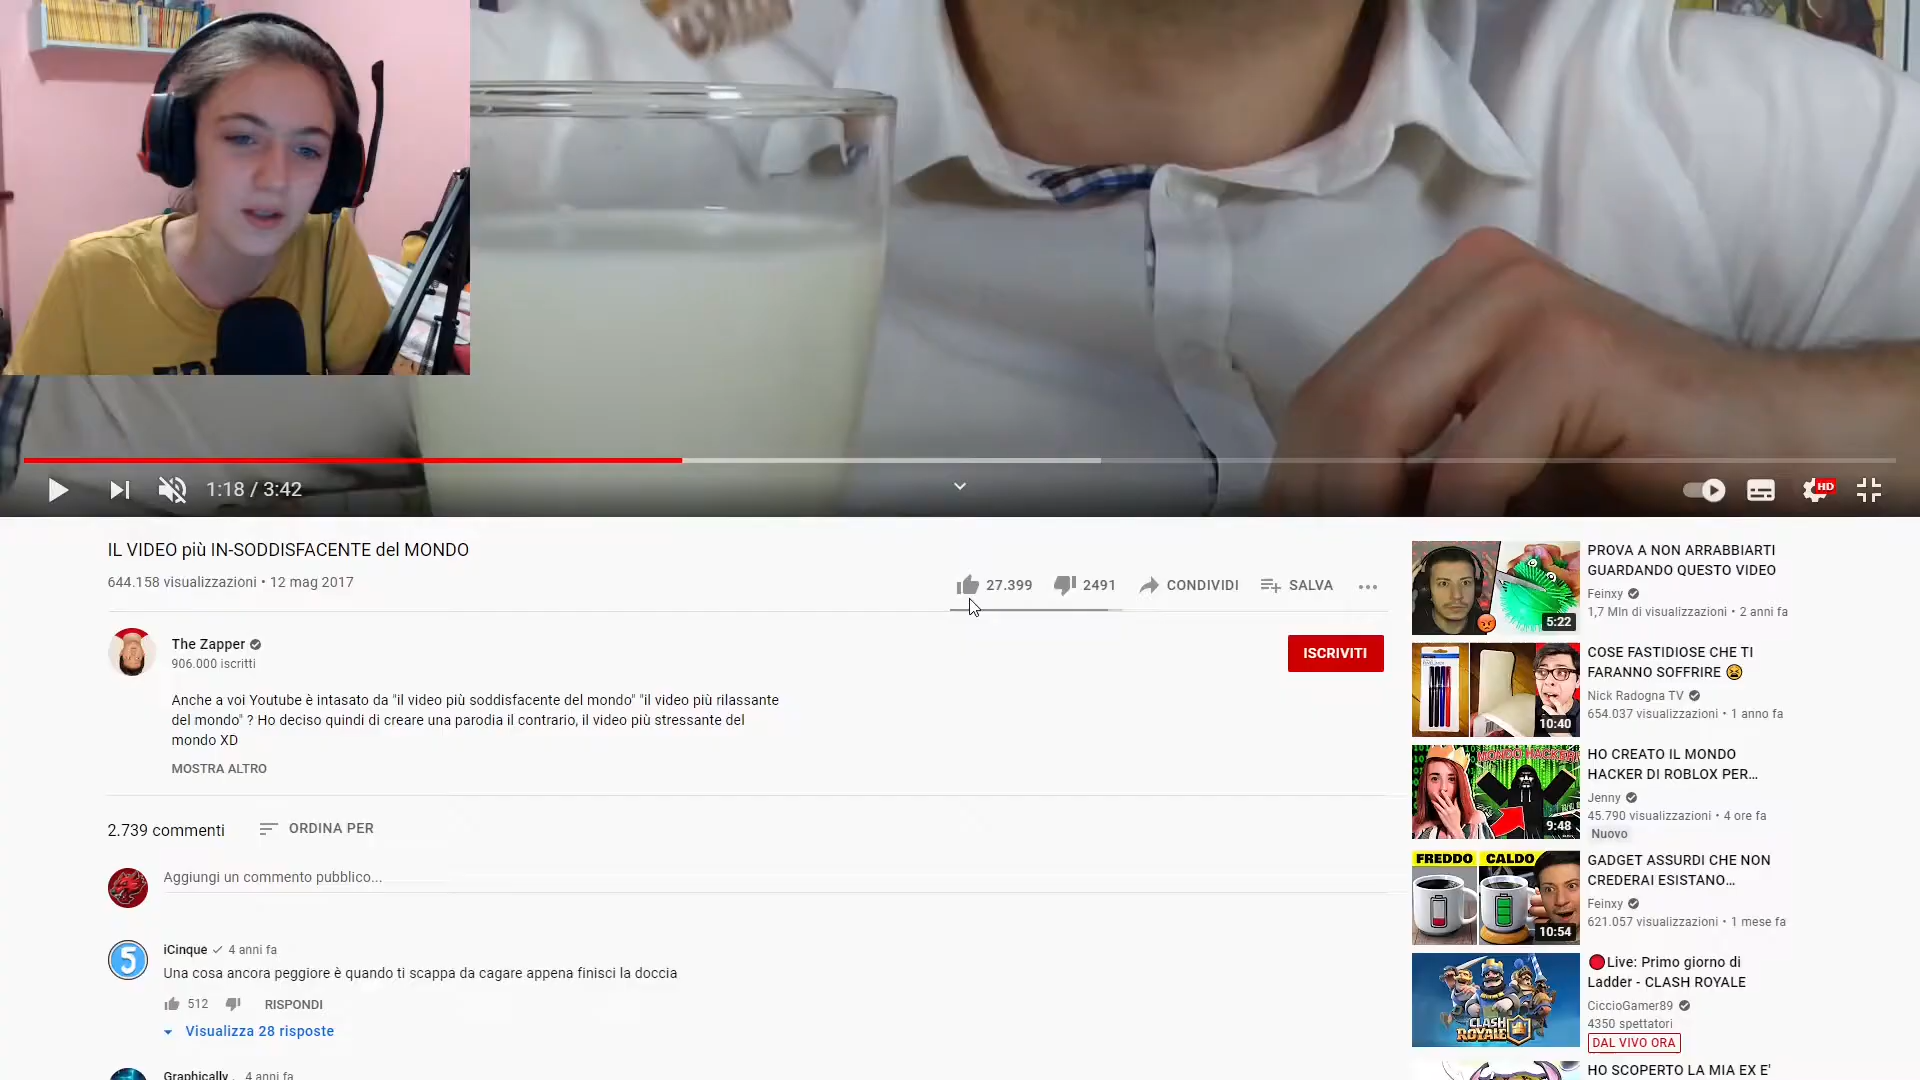 1:18 / 3:42
HD
IL VIDEO più IN-SODDISFACENTE del MONDO
644.158 visualizzazioni • 12 mag 2017
27.399
2491
CONDIVIDI
SALVA
The Zapper
906.000 iscritti
ISCRIVITI
Anche a voi Youtube è intasato da "il video più soddisfacente del mondo" "il video più rilassante
del mondo" ? Ho deciso quindi di creare una parodia il contrario, il video più stressante del
mondo XD
MOSTRA ALTRO
2.739 commenti
ORDINA PER
Aggiungi un commento pubblico...
iCinque
4 anni fa
Una cosa ancora peggiore è quando ti scappa da cagare appena finisci la doccia
512
RISPONDI
Visualizza 28 risposte
Graphically .
4 anni fa
5:22
PROVA A NON ARRABBIARTI
GUARDANDO QUESTO VIDEO
Feinxy
1,7 Mln di visualizzazioni • 2 anni fa
10:40
COSE FASTIDIOSE CHE TI
FARANNO SOFFRIRE
Nick Radogna TV
654.037 visualizzazioni • 1 anno fa
MONDO HACKER
9:48
HO CREATO IL MONDO
HACKER DI ROBLOX PER...
Jenny
45.790 visualizzazioni • 4 ore fa
Nuovo
FREDDO
CALDO
10:54
GADGET ASSURDI CHE NON
CREDERAI ESISTANO...
Feinxy
621.057 visualizzazioni • 1 mese fa
CLASH
ROYALE
Live: Primo giorno di
Ladder - CLASH ROYALE
CiccioGamer89
4350 spettatori
DAL VIVO ORA
HO SCOPERTO LA MIA EX E'